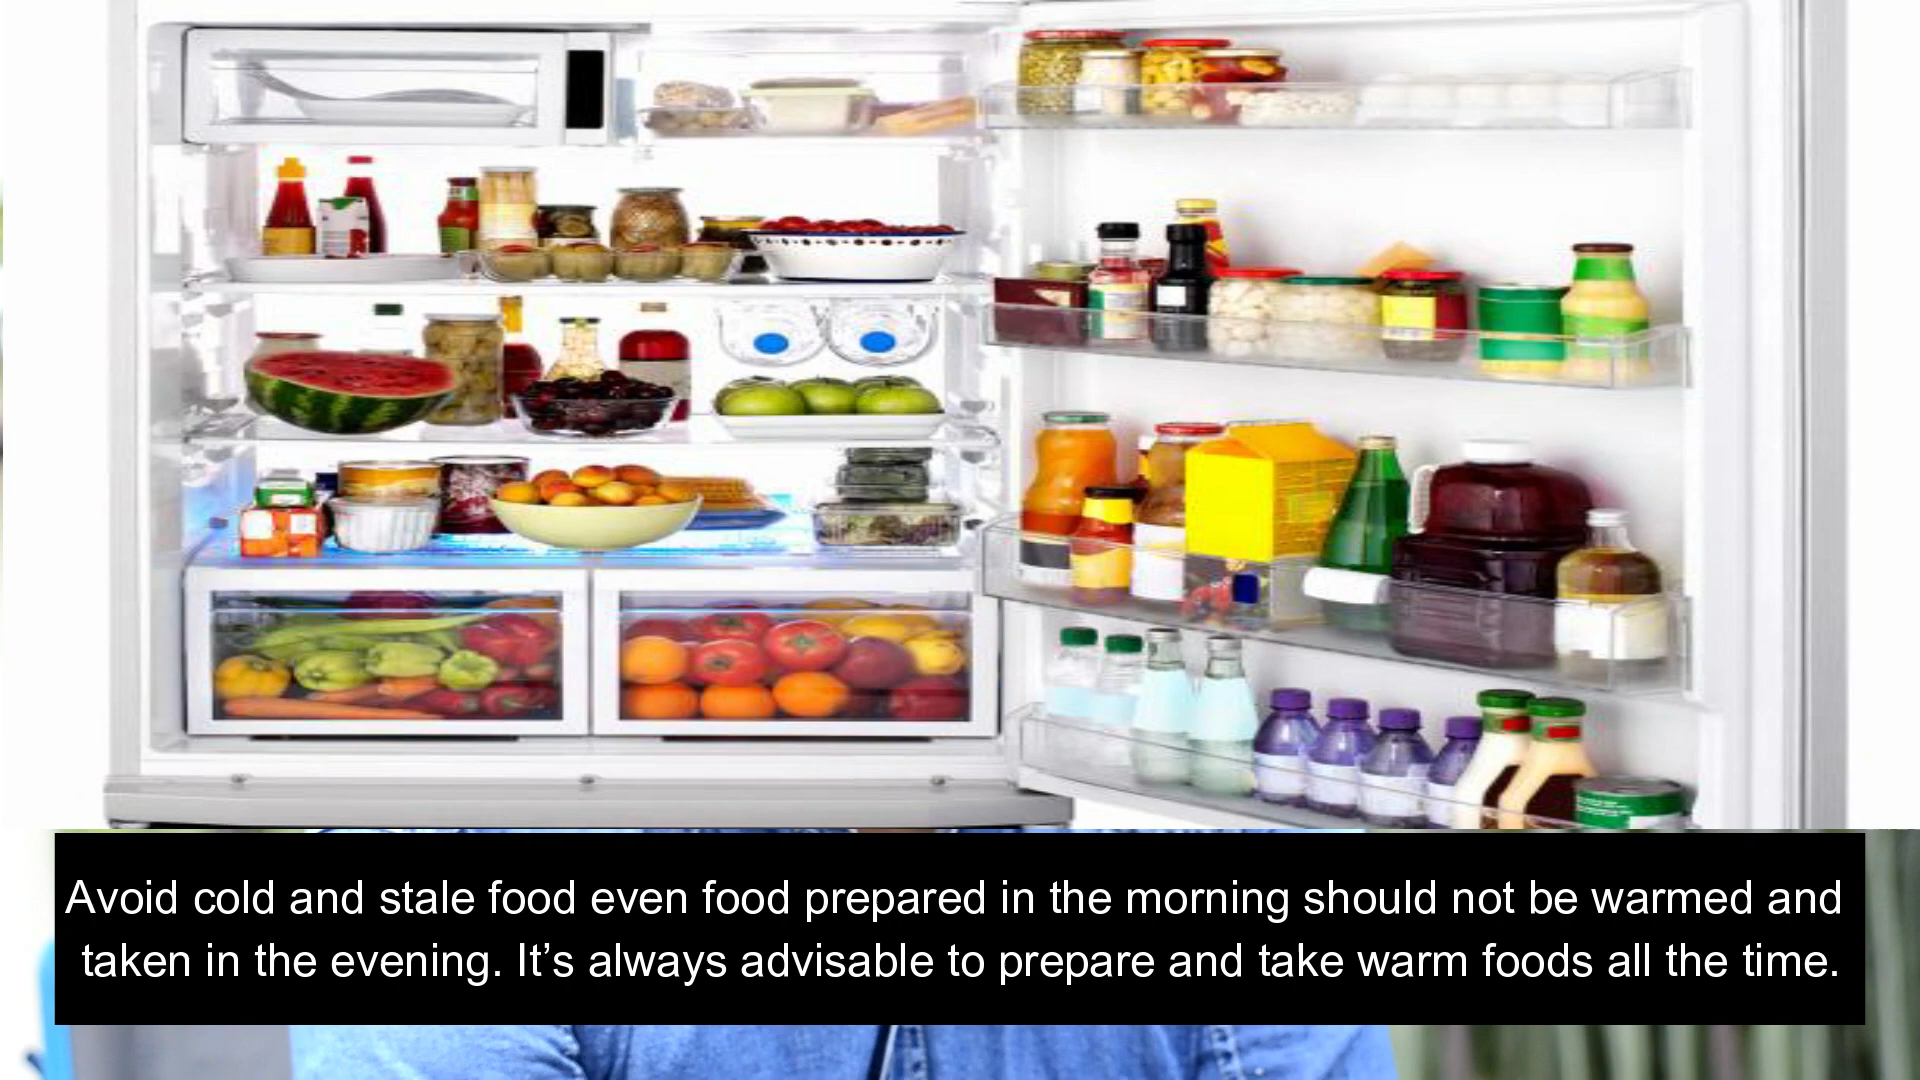 Avoid cold and stale food even food prepared in the morning should not be warmed and
taken in the evening. It’s always advisable to prepare and take warm foods all the time.